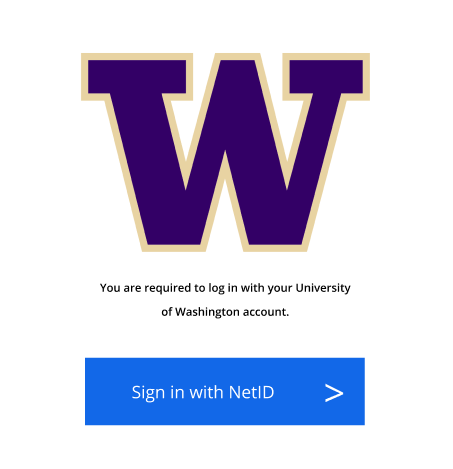 W
You are required to log in with your University
of Washington account.
Sign in with NetID >